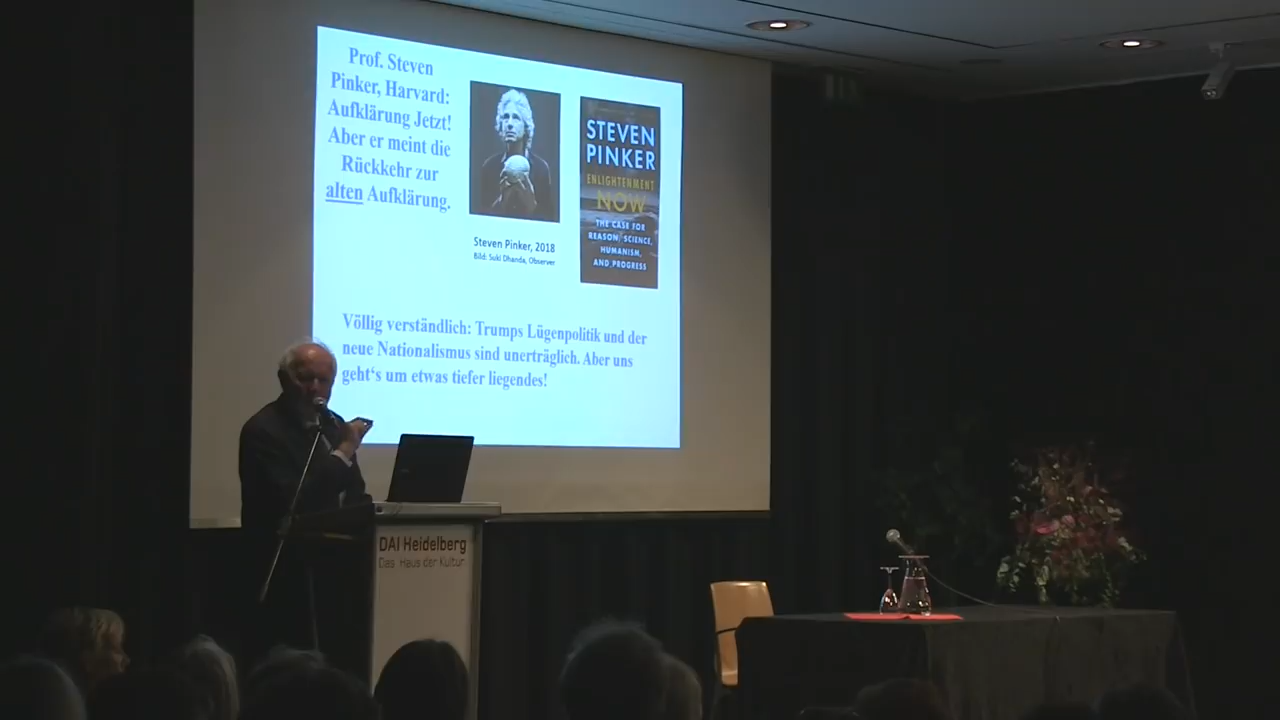 Prof. Steven
Pinker, Harvard:
Aufklärung Jetzt!
Aber er meint die
Rückkehr zur
alten Aufklärung.
STEVEN
PINKER
ENLIGHTENMENT
NOW
THE CASE FOR
REASON, SCIENCE,
HUMANISM,
AND PROGRESS
Steven Pinker, 2018
Bild: Suki Dhanda, Observer
Völlig verständlich: Trumps Lügenpolitik und der
neue Nationalismus sind unerträglich. Aber uns
geht's um etwas tiefer liegendes!
DAI Heidelberg
Das Haus der Kultur